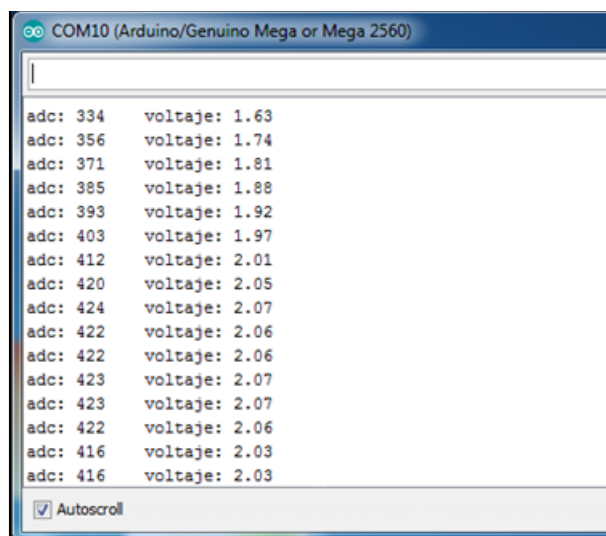 COM10 (Arduino/Genuino Mega or Mega 2560)
adc: 334    voltaje: 1.63
adc: 356    voltaje: 1.74
adc: 371    voltaje: 1.81
adc: 385    voltaje: 1.88
adc: 393    voltaje: 1.92
adc: 403    voltaje: 1.97
adc: 412    voltaje: 2.01
adc: 420    voltaje: 2.05
adc: 424    voltaje: 2.07
adc: 422    voltaje: 2.06
adc: 422    voltaje: 2.06
adc: 423    voltaje: 2.07
adc: 423    voltaje: 2.07
adc: 422    voltaje: 2.06
adc: 416    voltaje: 2.03
adc: 416    voltaje: 2.03
Autoscroll